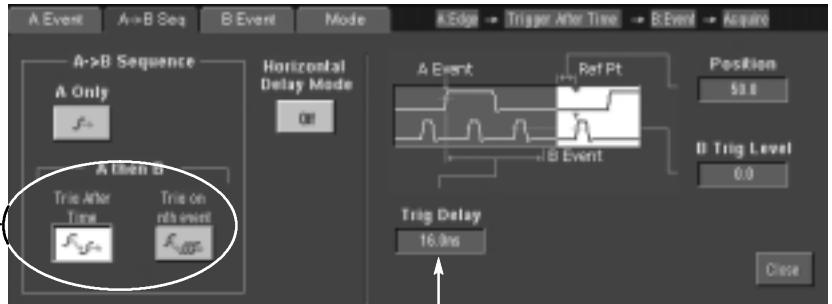 A Event A->B Seq B Event Mode A:Edge → Trigger After Time → B:Event → Acquire
A->B Sequence
A Only
Horizontal
Delay Mode
Off
A then B
Trig After
Time
Trig on
nth event
A Event
Ref Pt
B Event
Position
50.0
B Trig Level
0.0
Trig Delay
16.0ns
Close